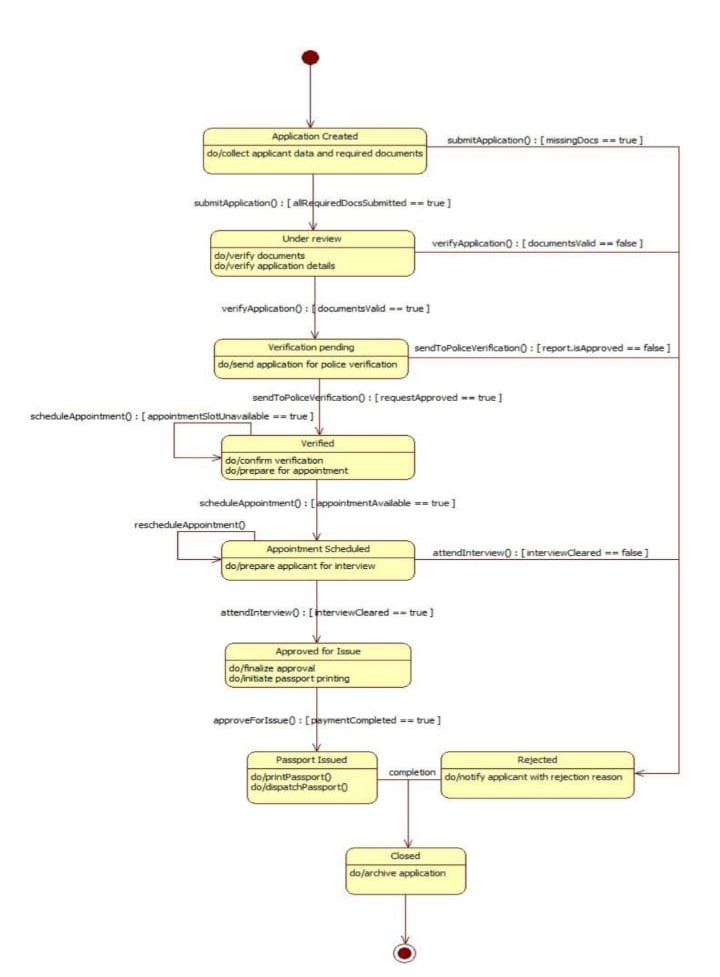 Application Created
do/collect applicant data and required documents
submitApplication() : [ missingDocs == true ]
submitApplication() : [ allRequiredDocsSubmitted == true ]
Under review
do/verify documents
do/verify application details
verifyApplication() : [ documentsValid == false ]
verifyApplication() : [ documentsValid == true ]
Verification pending
do/send application for police verification
sendToPoliceVerification() : [ report.isApproved == false ]
sendToPoliceVerification() : [ requestApproved == true ]
scheduleAppointment() : [ appointmentSlotUnavailable == true ]
Verified
do/confirm verification
do/prepare for appointment
scheduleAppointment() : [ appointmentAvailable == true ]
rescheduleAppointment()
Appointment Scheduled
do/prepare applicant for interview
attendInterview() : [ interviewCleared == false ]
attendInterview() : [ interviewCleared == true ]
Approved for Issue
do/finalize approval
do/initiate passport printing
approveForIssue() : [ paymentCompleted == true ]
Passport Issued
do/printPassport()
do/dispatchPassport()
completion
Rejected
do/notify applicant with rejection reason
Closed
do/archive application